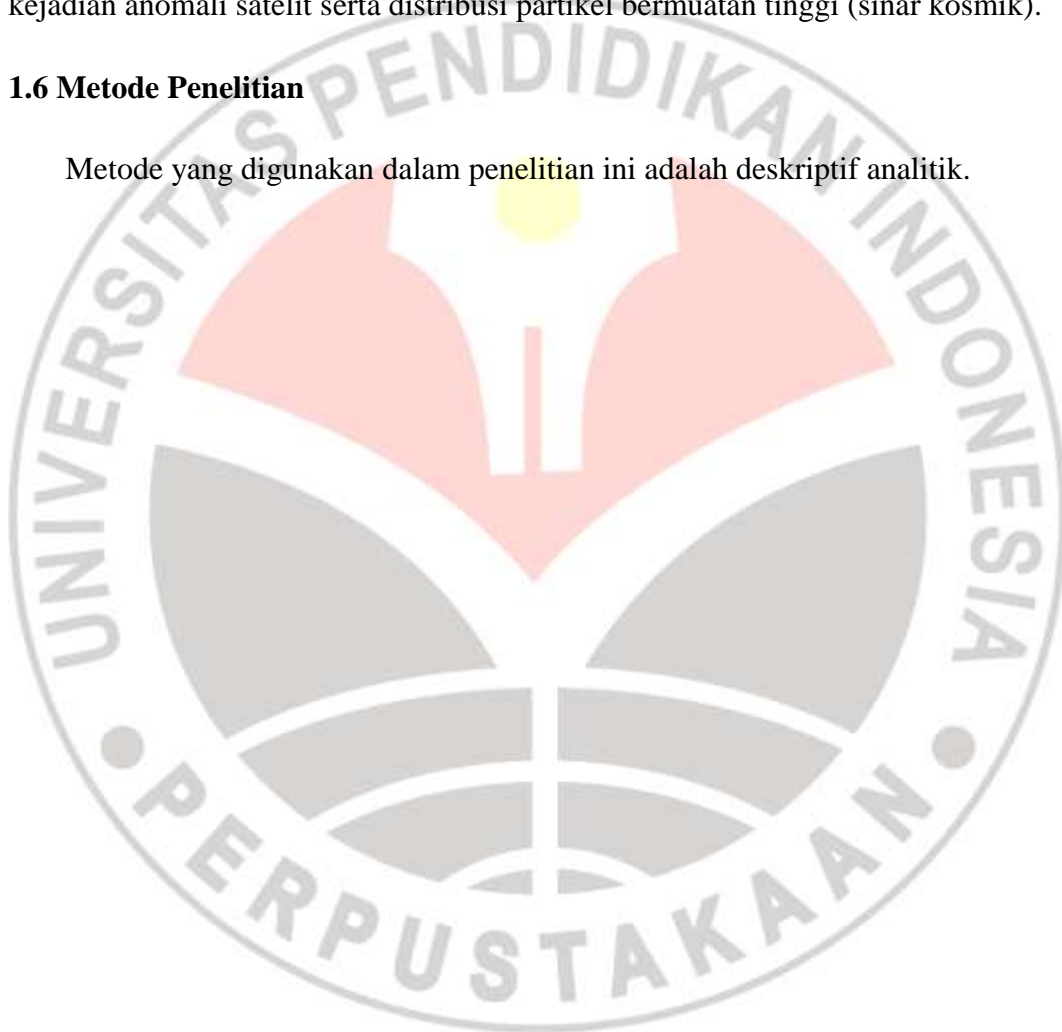 kejadian anomali satelit serta distribusi partikel bermuatan tinggi (sinar kosmik).
1.6 Metode Penelitian
Metode yang digunakan dalam penelitian ini adalah deskriptif analitik.
UNIVERSITAS PENDIDIKAN INDONESIA
PERPUSTAKAAN